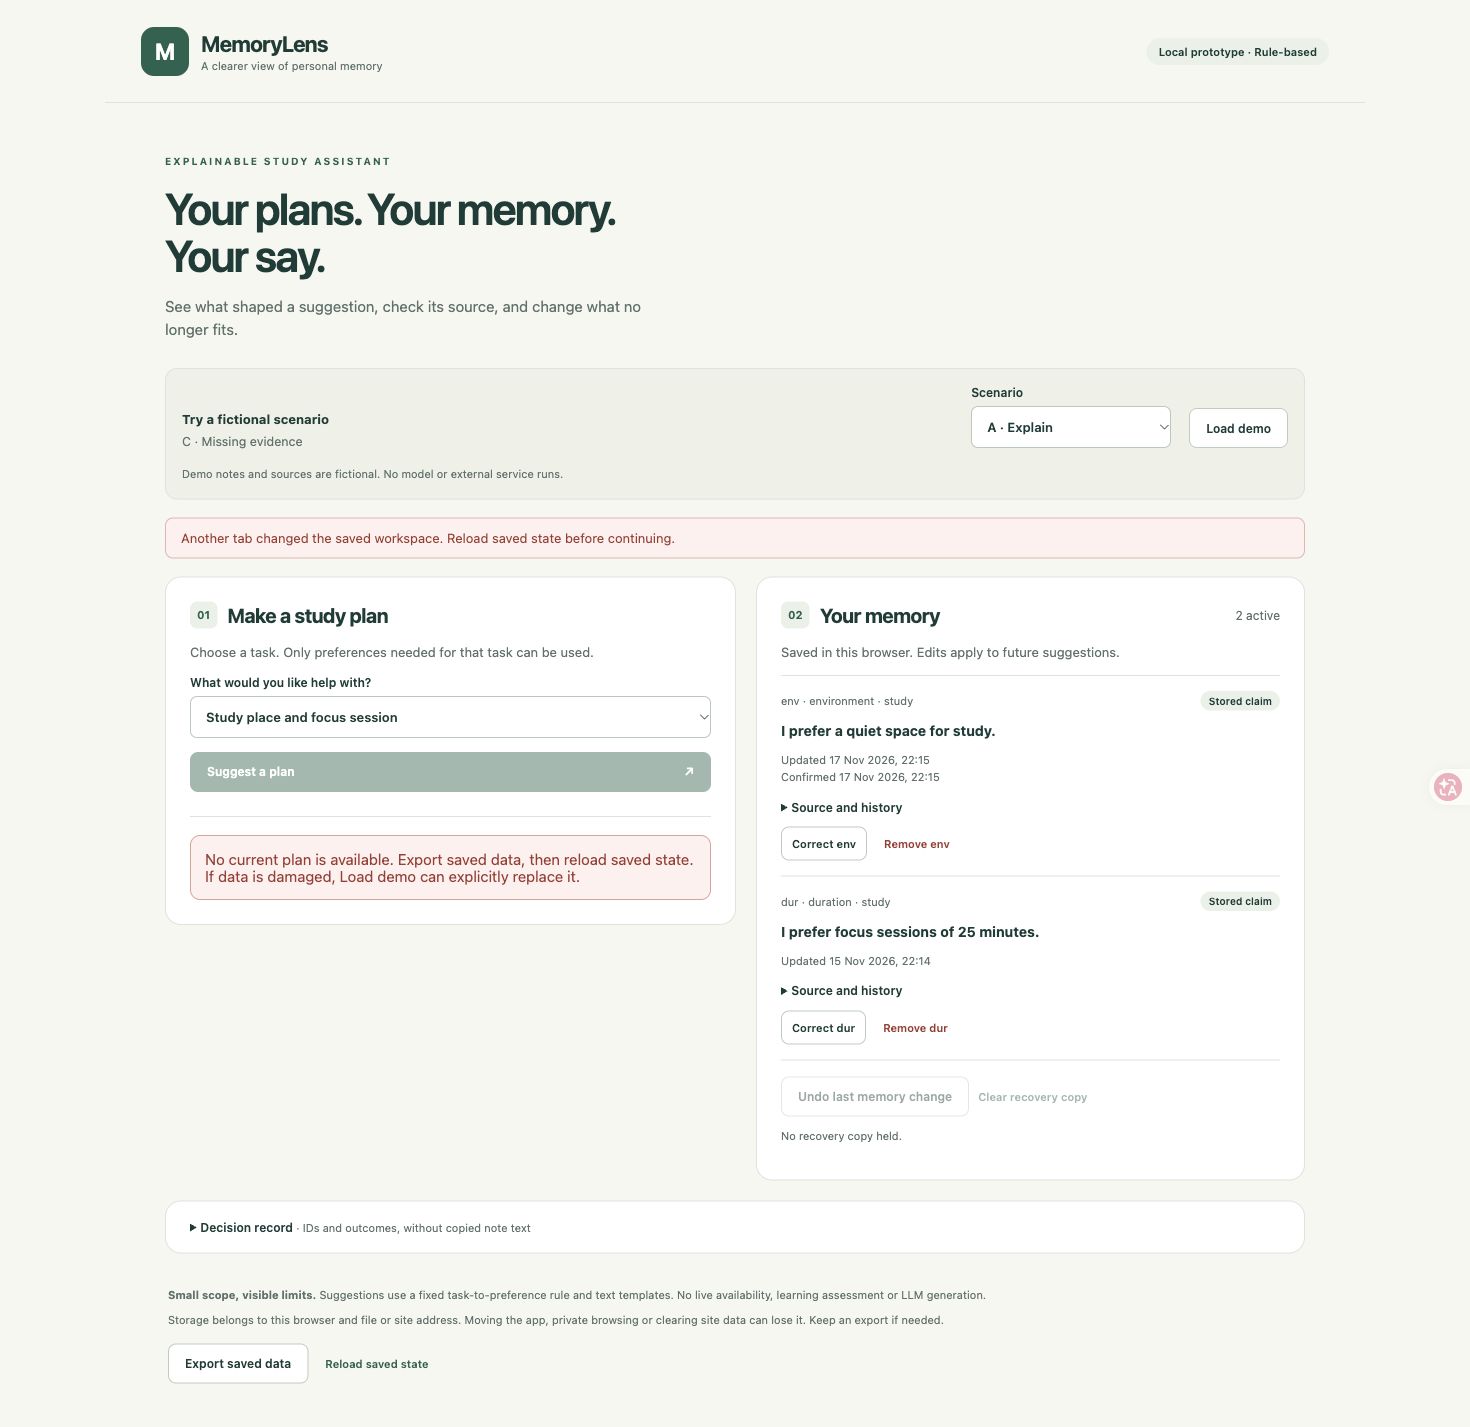 M
MemoryLens
A clearer view of personal memory
Local prototype · Rule-based
EXPLAINABLE STUDY ASSISTANT
Your plans. Your memory.
Your say.
See what shaped a suggestion, check its source, and change what no
longer fits.
Try a fictional scenario
C · Missing evidence
Demo notes and sources are fictional. No model or external service runs.
Scenario
A · Explain
Load demo
Another tab changed the saved workspace. Reload saved state before continuing.
01 Make a study plan
Choose a task. Only preferences needed for that task can be used.
What would you like help with?
Study place and focus session
Suggest a plan
No current plan is available. Export saved data, then reload saved state.
If data is damaged, Load demo can explicitly replace it.
02 Your memory 2 active
Saved in this browser. Edits apply to future suggestions.
env · environment · study Stored claim
I prefer a quiet space for study.
Updated 17 Nov 2026, 22:15
Confirmed 17 Nov 2026, 22:15
Source and history
Correct env Remove env
dur · duration · study Stored claim
I prefer focus sessions of 25 minutes.
Updated 15 Nov 2026, 22:14
Source and history
Correct dur Remove dur
Undo last memory change Clear recovery copy
No recovery copy held.
Decision record · IDs and outcomes, without copied note text
Small scope, visible limits. Suggestions use a fixed task-to-preference rule and text templates. No live availability, learning assessment or LLM generation.
Storage belongs to this browser and file or site address. Moving the app, private browsing or clearing site data can lose it. Keep an export if needed.
Export saved data Reload saved state